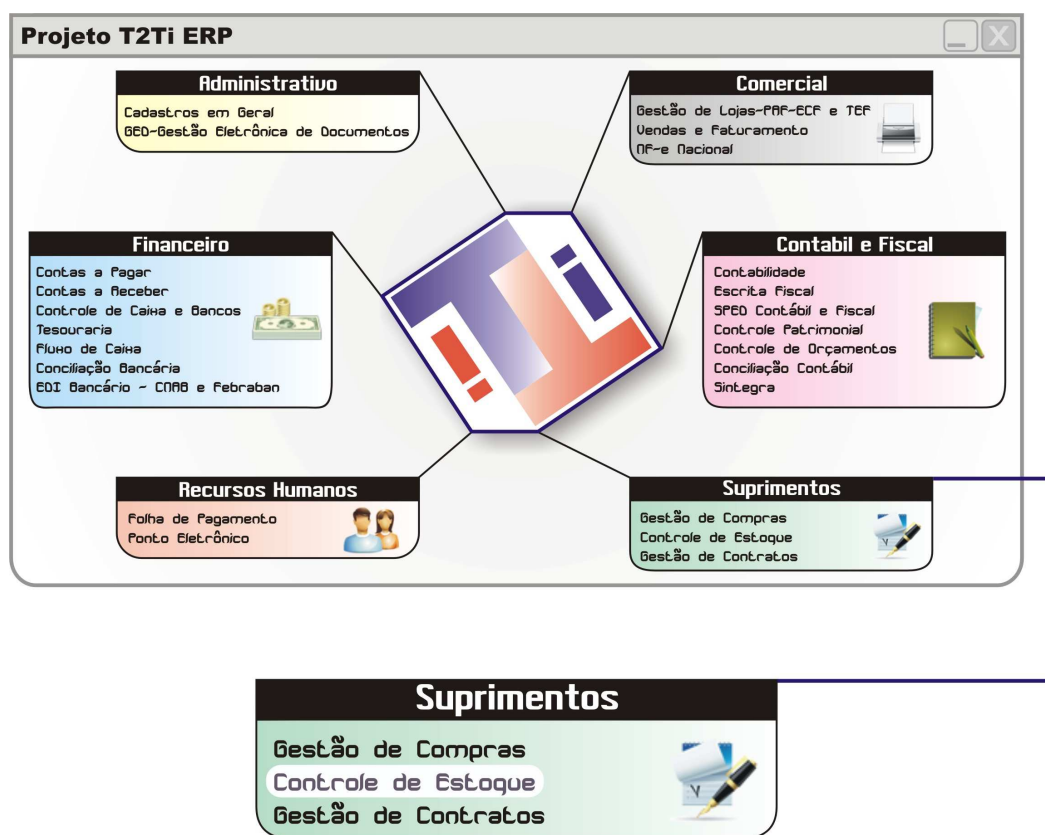 Projeto T2Ti ERP
Administrativo
Cadastros em Geral
GED-Gestão Eletrônica de Documentos
Comercial
Gestão de Lojas-PAF-ECF e TEF
Vendas e Faturamento
NF-e Nacional
Financeiro
Contas a Pagar
Contas a Receber
Controle de Caixa e Bancos
Tesouraria
Fluxo de Caixa
Conciliação Bancária
EDI Bancário - CNAB e Febraban
Contabil e Fiscal
Contabilidade
Escrita Fiscal
SPED Contábil e Fiscal
Controle Patrimonial
Controle de Orçamentos
Conciliação Contábil
Sintegra
Recursos Humanos
Folha de Pagamento
Ponto Eletrônico
Suprimentos
Gestão de Compras
Controle de Estoque
Gestão de Contratos
Suprimentos
Gestão de Compras
Controle de Estoque
Gestão de Contratos